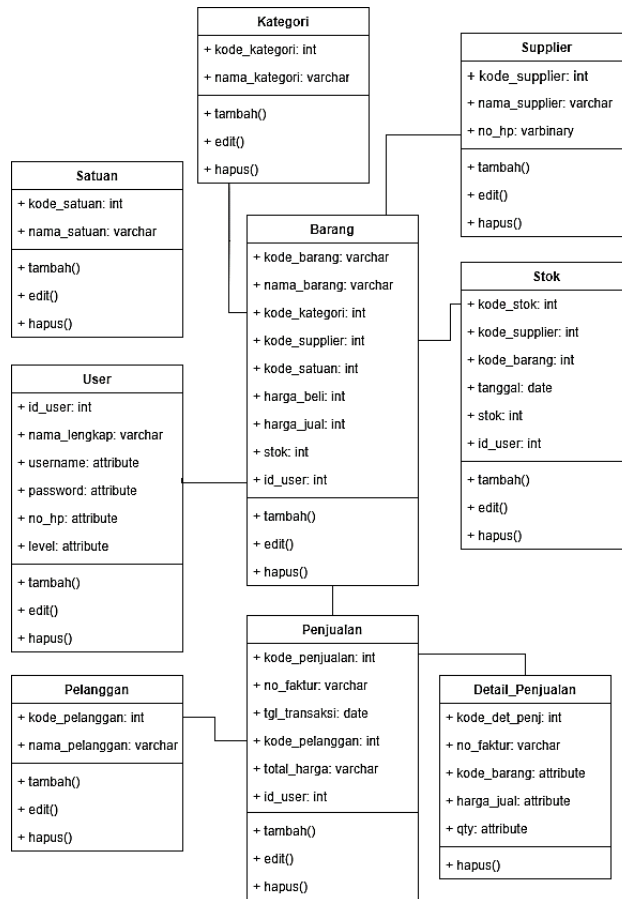 Kategori
+ kode_kategori: int
+ nama_kategori: varchar
+ tambah()
+ edit()
+ hapus()
Supplier
+ kode_supplier: int
+ nama_supplier: varchar
+ no_hp: varbinary
+ tambah()
+ edit()
+ hapus()
Satuan
+ kode_satuan: int
+ nama_satuan: varchar
+ tambah()
+ edit()
+ hapus()
Barang
+ kode_barang: varchar
+ nama_barang: varchar
+ kode_kategori: int
+ kode_supplier: int
+ kode_satuan: int
+ harga_beli: int
+ harga_jual: int
+ stok: int
+ id_user: int
+ tambah()
+ edit()
+ hapus()
Stok
+ kode_stok: int
+ kode_supplier: int
+ kode_barang: int
+ tanggal: date
+ stok: int
+ id_user: int
+ tambah()
+ edit()
+ hapus()
User
+ id_user: int
+ nama_lengkap: varchar
+ username: attribute
+ password: attribute
+ no_hp: attribute
+ level: attribute
+ tambah()
+ edit()
+ hapus()
Penjualan
+ kode_penjualan: int
+ no_faktur: varchar
+ tgl_transaksi: date
+ kode_pelanggan: int
+ total_harga: varchar
+ id_user: int
+ tambah()
+ edit()
+ hapus()
Pelanggan
+ kode_pelanggan: int
+ nama_pelanggan: varchar
+ tambah()
+ edit()
+ hapus()
Detail_Penjualan
+ kode_det_penj: int
+ no_faktur: varchar
+ kode_barang: attribute
+ harga_jual: attribute
+ qty: attribute
+ hapus()